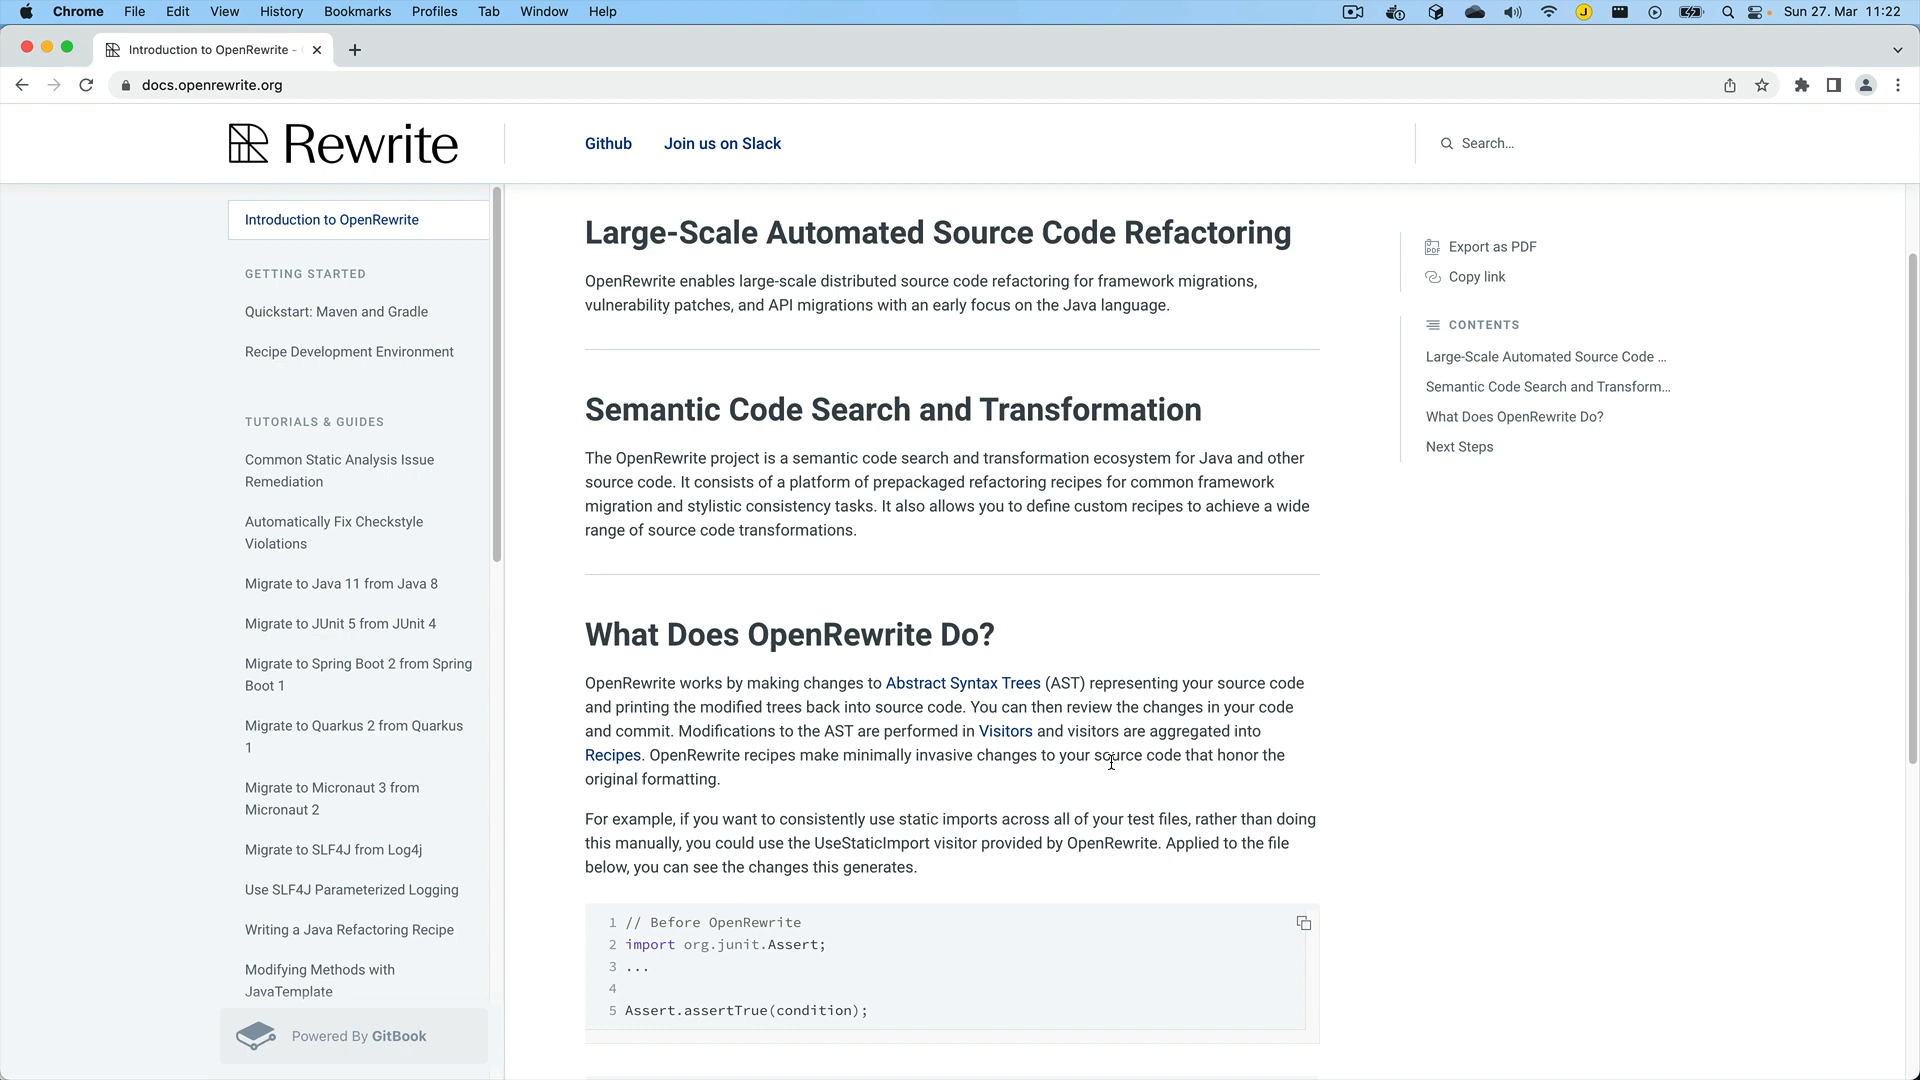 Chrome File Edit View History Bookmarks Profiles Tab Window Help
J
Sun 27. Mar 11:22
Introduction to OpenRewrite -
docs.openrewrite.org
Rewrite
Github
Join us on Slack
Search...
Introduction to OpenRewrite
GETTING STARTED
Quickstart: Maven and Gradle
Recipe Development Environment
TUTORIALS & GUIDES
Common Static Analysis Issue
Remediation
Automatically Fix Checkstyle
Violations
Migrate to Java 11 from Java 8
Migrate to JUnit 5 from JUnit 4
Migrate to Spring Boot 2 from Spring
Boot 1
Migrate to Quarkus 2 from Quarkus
1
Migrate to Micronaut 3 from
Micronaut 2
Migrate to SLF4J from Log4j
Use SLF4J Parameterized Logging
Writing a Java Refactoring Recipe
Modifying Methods with
JavaTemplate
Powered By GitBook
Large-Scale Automated Source Code Refactoring
OpenRewrite enables large-scale distributed source code refactoring for framework migrations,
vulnerability patches, and API migrations with an early focus on the Java language.
Semantic Code Search and Transformation
The OpenRewrite project is a semantic code search and transformation ecosystem for Java and other
source code. It consists of a platform of prepackaged refactoring recipes for common framework
migration and stylistic consistency tasks. It also allows you to define custom recipes to achieve a wide
range of source code transformations.
What Does OpenRewrite Do?
OpenRewrite works by making changes to Abstract Syntax Trees (AST) representing your source code
and printing the modified trees back into source code. You can then review the changes in your code
and commit. Modifications to the AST are performed in Visitors and visitors are aggregated into
Recipes. OpenRewrite recipes make minimally invasive changes to your source code that honor the
original formatting.
For example, if you want to consistently use static imports across all of your test files, rather than doing
this manually, you could use the UseStaticImport visitor provided by OpenRewrite. Applied to the file
below, you can see the changes this generates.
1 // Before OpenRewrite
2 import org.junit.Assert;
3 ...
4
5 Assert.assertTrue(condition);
PDF
Export as PDF
Copy link
CONTENTS
Large-Scale Automated Source Code ...
Semantic Code Search and Transform...
What Does OpenRewrite Do?
Next Steps